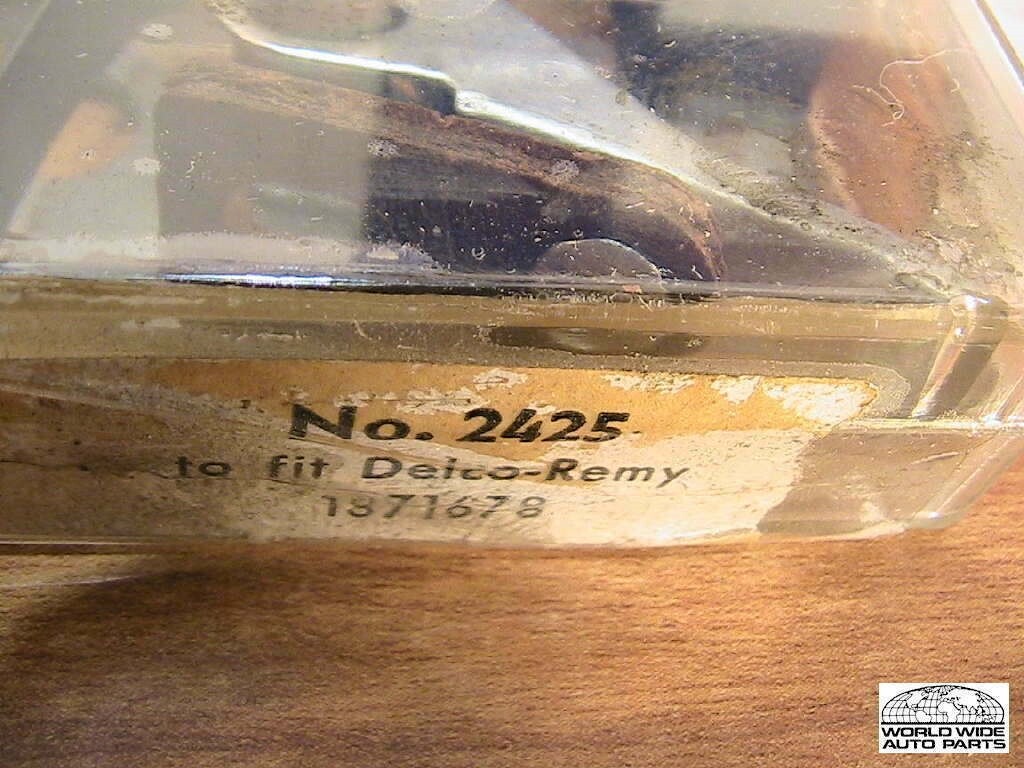 No. 2425
to fit Delco-Remy
1871678
WORLD WIDE
AUTO PARTS